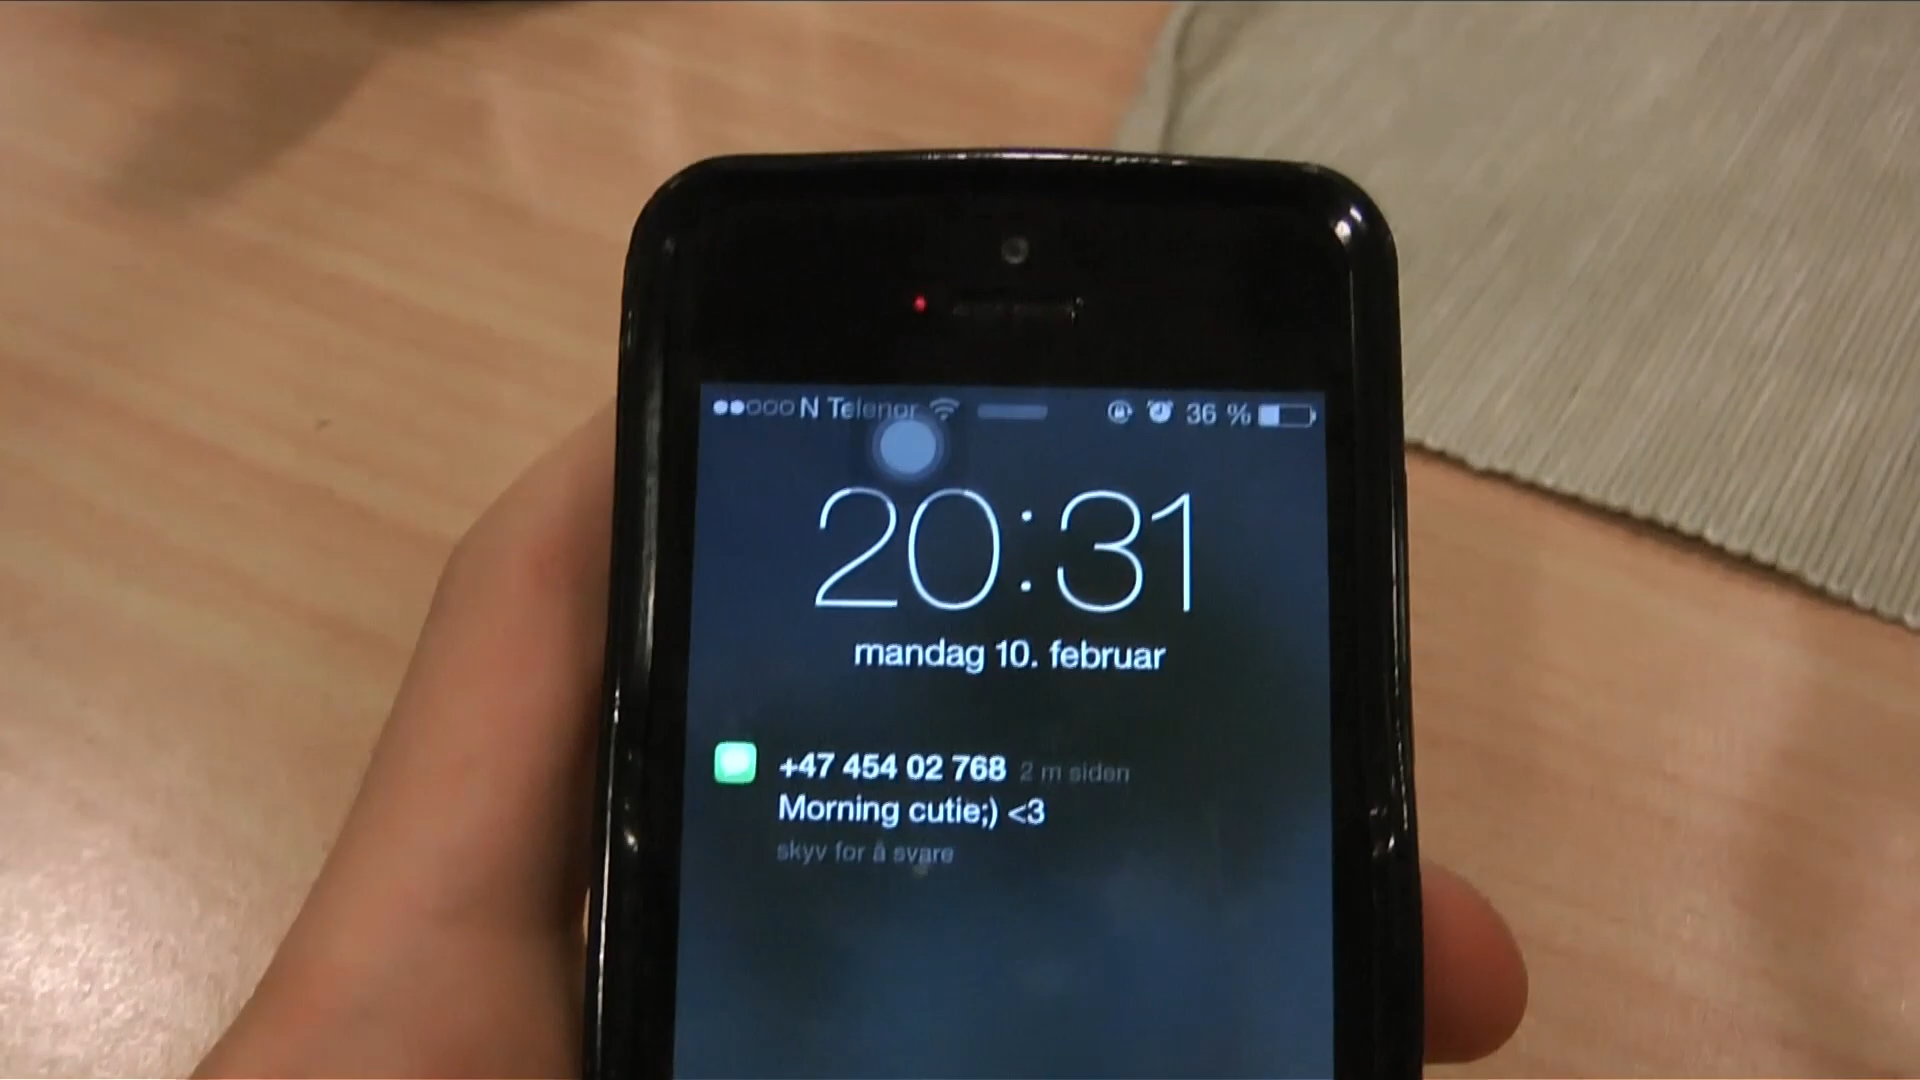 N Telenor 36 %
20:31
mandag 10. februar
+47 454 02 768 2 m siden
Morning cutie;) <3
skyv for å svare